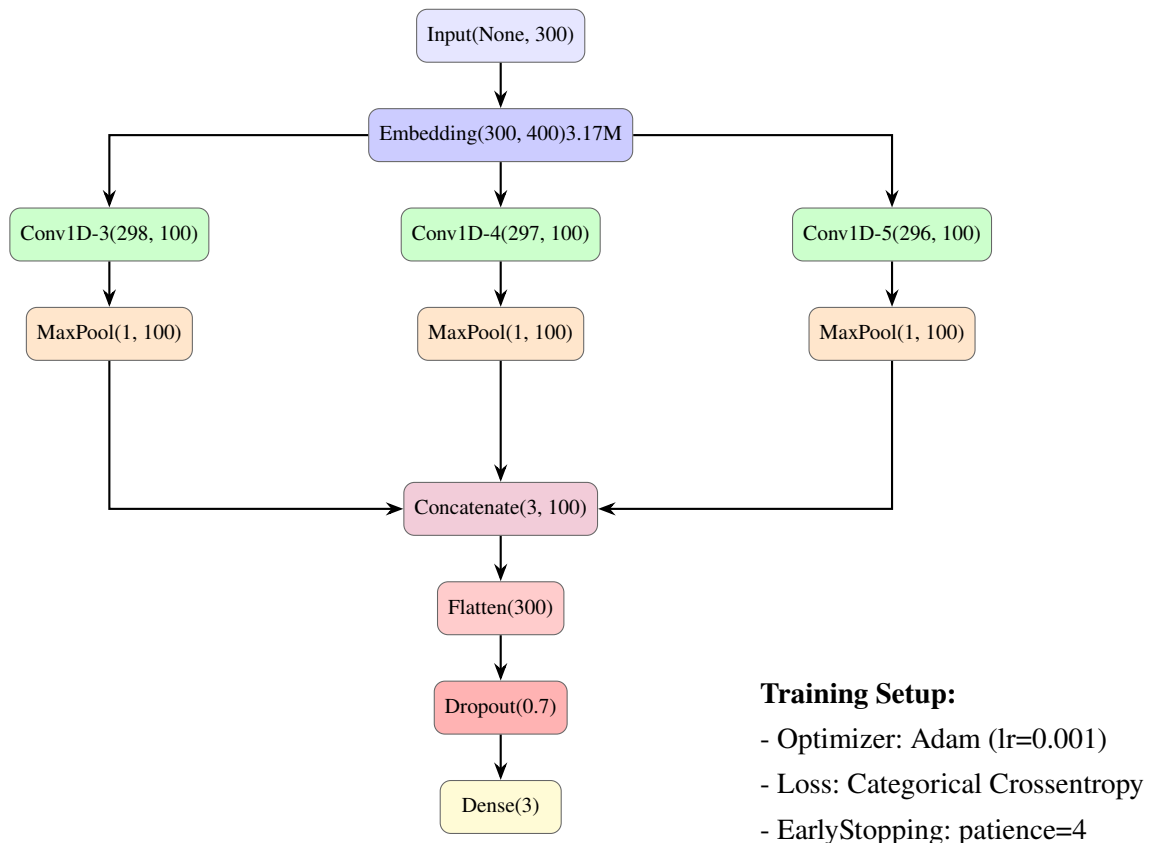 Input(None, 300)
Embedding(300, 400)3.17M
Conv1D-3(298, 100)
Conv1D-4(297, 100)
Conv1D-5(296, 100)
MaxPool(1, 100)
MaxPool(1, 100)
MaxPool(1, 100)
Concatenate(3, 100)
Flatten(300)
Dropout(0.7)
Dense(3)
Training Setup:
- Optimizer: Adam (lr=0.001)
- Loss: Categorical Crossentropy
- EarlyStopping: patience=4